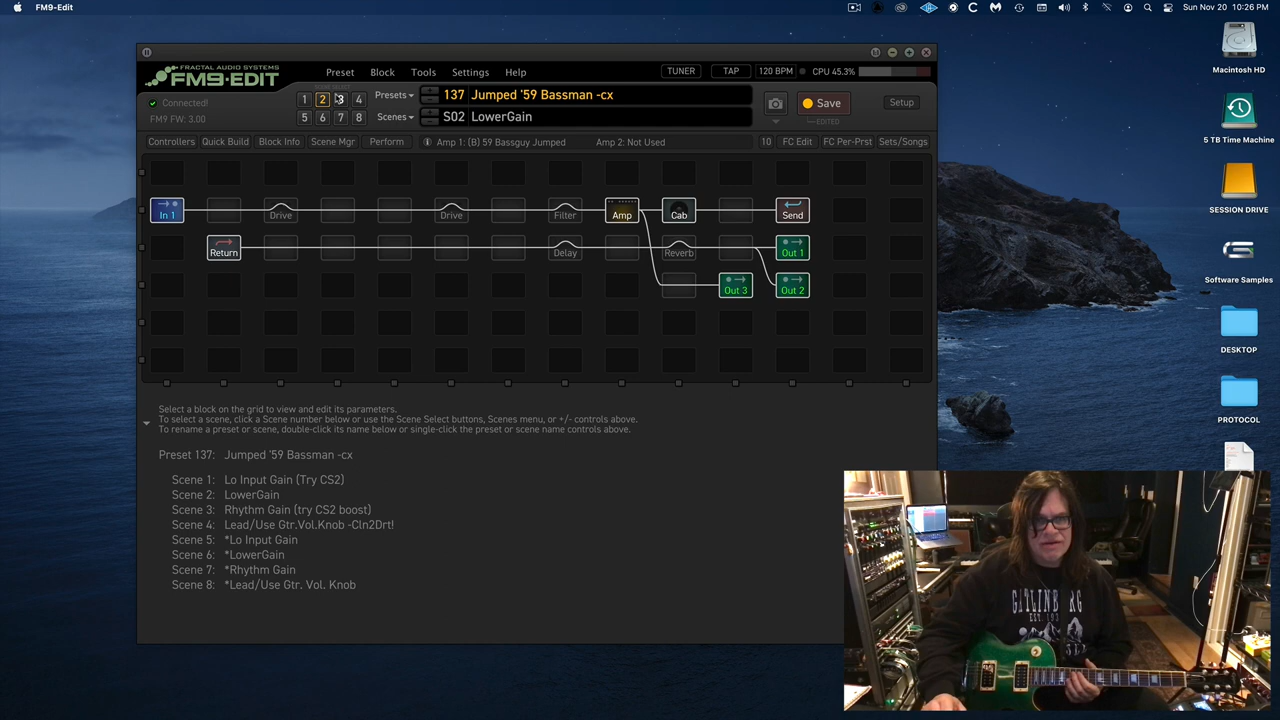 FM9-Edit
Sun Nov 20 10:26 PM
FRACTAL AUDIO SYSTEMS
FM9-EDIT
Preset Block Tools Settings Help
TUNER TAP 120 BPM CPU 45.3%
Connected!
FM9 FW: 3.00
1 2 3 4
5 6 7 8
Presets 137 Jumped '59 Bassman -cx
Scenes S02 LowerGain
Save
EDITED
Setup
Controllers Quick Build Block Info Scene Mgr Perform Amp 1: (B) 59 Bassguy Jumped Amp 2: Not Used 10 FC Edit FC Per-Prst Sets/Songs
In 1 Drive Drive Filter Amp Cab Send
Return Delay Reverb Out 1
Out 3 Out 2
Select a block on the grid to view and edit its parameters.
To select a scene, click a Scene number below or use the Scene Select buttons, Scenes menu, or +/- controls above.
To rename a preset or scene, double-click its name below or single-click the preset or scene name controls above.
Preset 137: Jumped '59 Bassman -cx
Scene 1: Lo Input Gain (Try CS2)
Scene 2: LowerGain
Scene 3: Rhythm Gain (try CS2 boost)
Scene 4: Lead/Use Gtr.Vol.Knob -Cln2Drt!
Scene 5: *Lo Input Gain
Scene 6: *LowerGain
Scene 7: *Rhythm Gain
Scene 8: *Lead/Use Gtr. Vol. Knob
Macintosh HD
5 TB Time Machine
SESSION DRIVE
Software Samples
DESKTOP
PROTOCOL